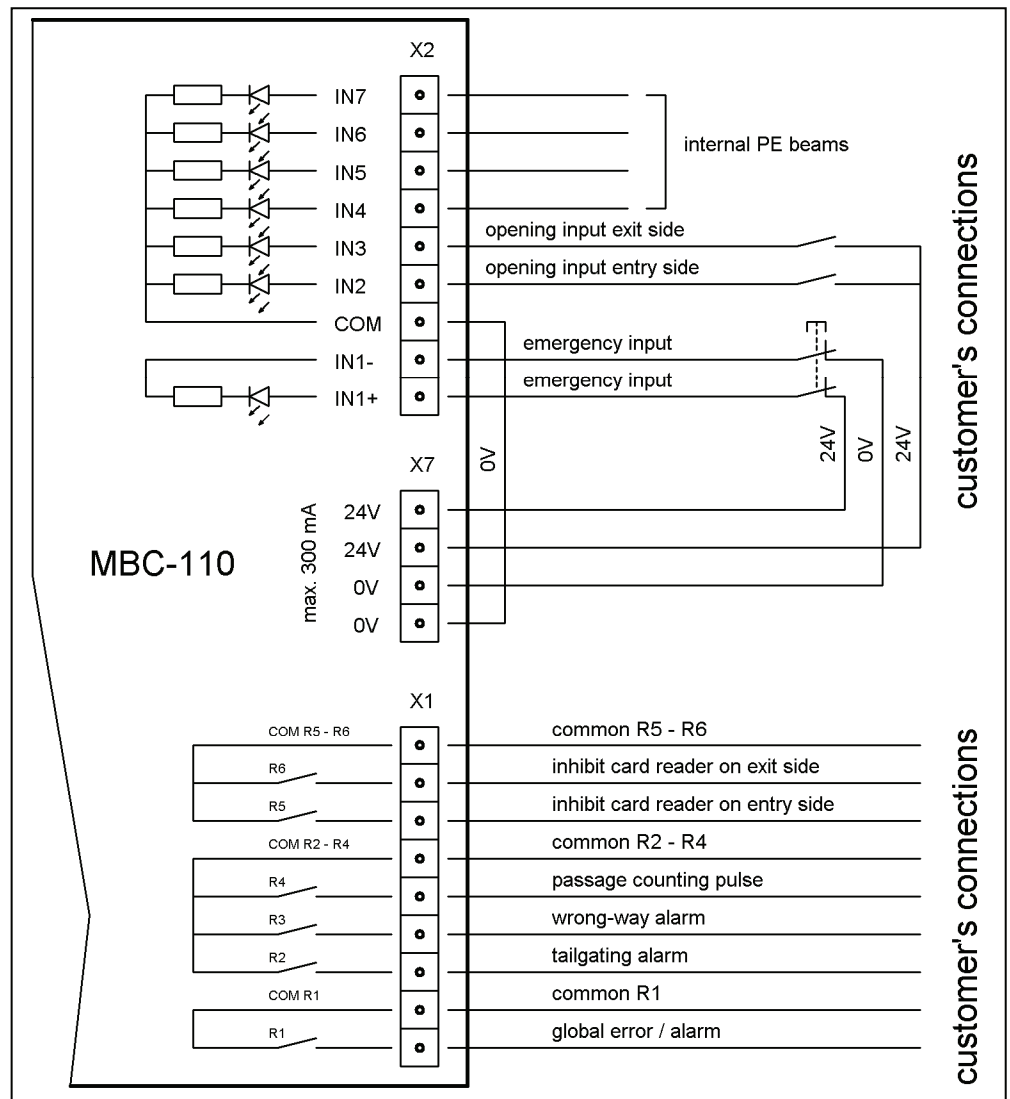 X2
IN7
IN6
internal PE beams
IN5
IN4
opening input exit side
IN3
opening input entry side
IN2
COM
emergency input
IN1-
emergency input
IN1+
24V
0V
24V
0V
customer's connections
X7
max. 300 mA
24V
24V
0V
0V
MBC-110
X1
COM R5 - R6
common R5 - R6
R6
inhibit card reader on exit side
R5
inhibit card reader on entry side
COM R2 - R4
common R2 - R4
R4
passage counting pulse
R3
wrong-way alarm
R2
tailgating alarm
COM R1
common R1
R1
global error / alarm
customer's connections